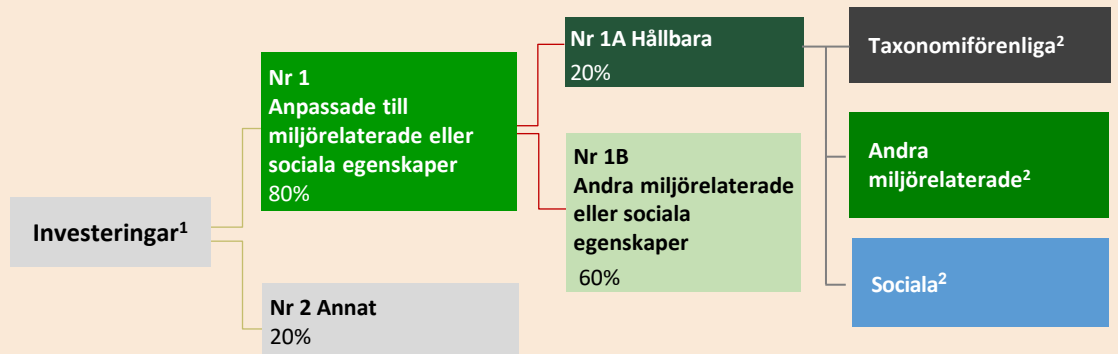 Investeringar¹
Nr 1
Anpassade till
miljörelaterade eller
sociala egenskaper
80%
Nr 2 Annat
20%
Nr 1A Hållbara
20%
Nr 1B
Andra miljörelaterade
eller sociala
egenskaper
60%
Taxonomiförenliga²
Andra
miljörelaterade²
Sociala²